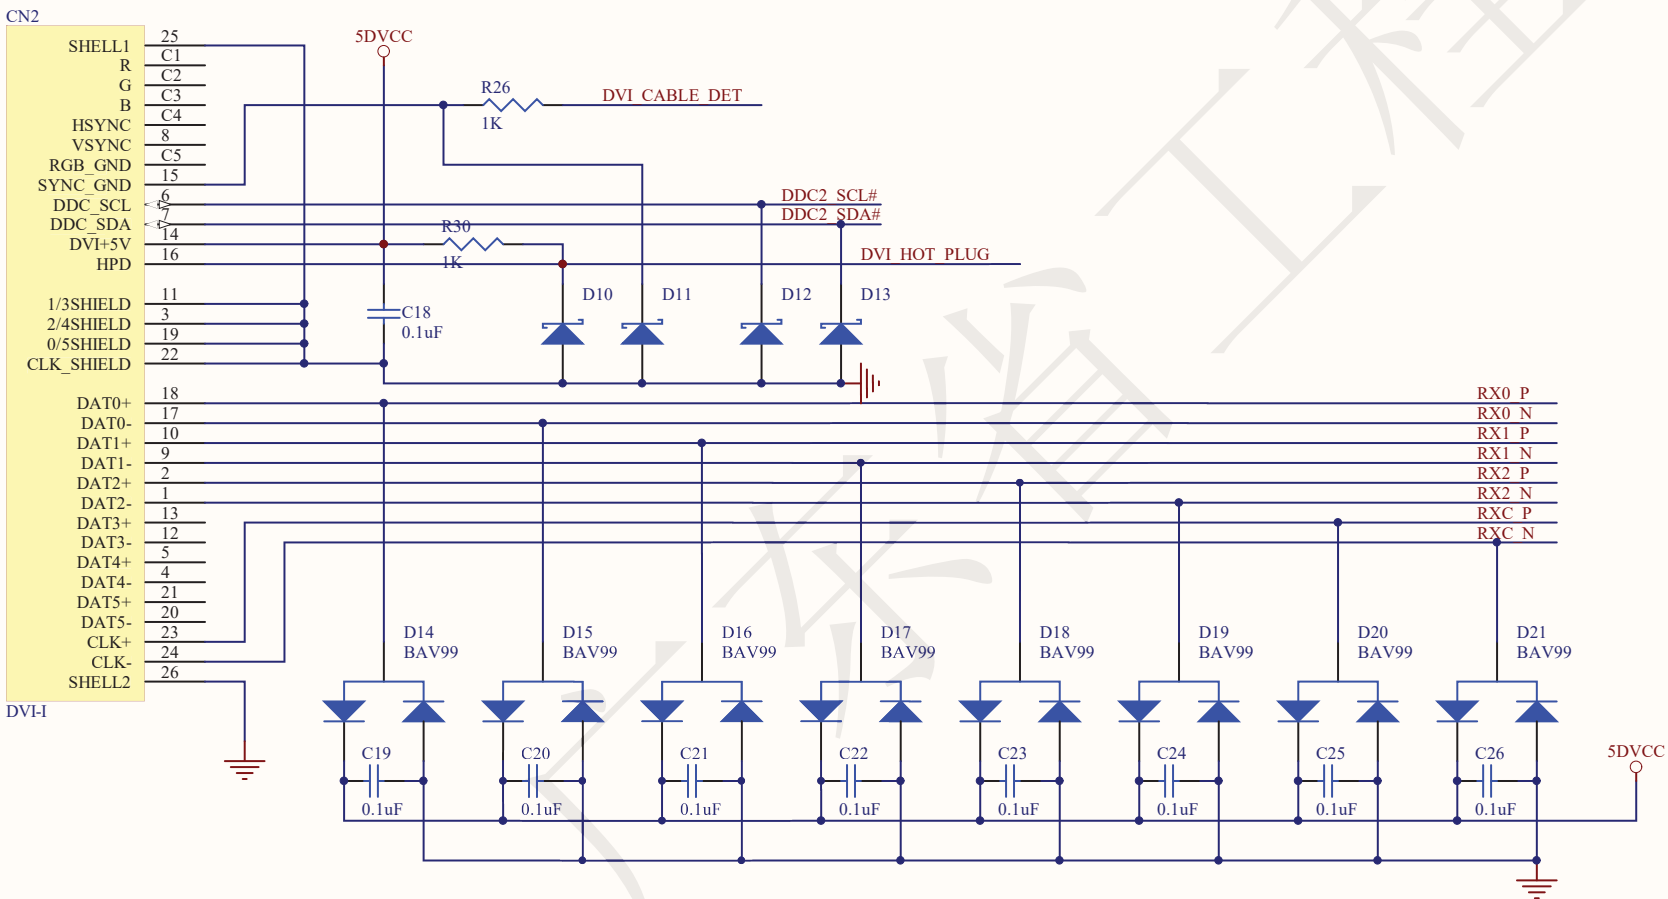 CN2
SHELL1 25
R C1
G C2
B C3
HSYNC C4
VSYNC 8
RGB_GND C5
SYNC_GND 15
DDC_SCL 6
DDC_SDA 7
DVI+5V 14
HPD 16
1/3SHIELD 11
2/4SHIELD 3
0/5SHIELD 19
CLK_SHIELD 22
DAT0+ 18
DAT0- 17
DAT1+ 10
DAT1- 9
DAT2+ 2
DAT2- 1
DAT3+ 13
DAT3- 12
DAT4+ 5
DAT4- 4
DAT5+ 21
DAT5- 20
CLK+ 23
CLK- 24
SHELL2 26
DVI-I
5DVCC
R26
1K
DVI_CABLE_DET
DDC2_SCL#
DDC2_SDA#
R30
1K
DVI_HOT_PLUG
C18
0.1uF
D10
D11
D12
D13
RX0_P
RX0_N
RX1_P
RX1_N
RX2_P
RX2_N
RXC_P
RXC_N
D14
BAV99
D15
BAV99
D16
BAV99
D17
BAV99
D18
BAV99
D19
BAV99
D20
BAV99
D21
BAV99
C19
0.1uF
C20
0.1uF
C21
0.1uF
C22
0.1uF
C23
0.1uF
C24
0.1uF
C25
0.1uF
C26
0.1uF
5DVCC
广东省工程